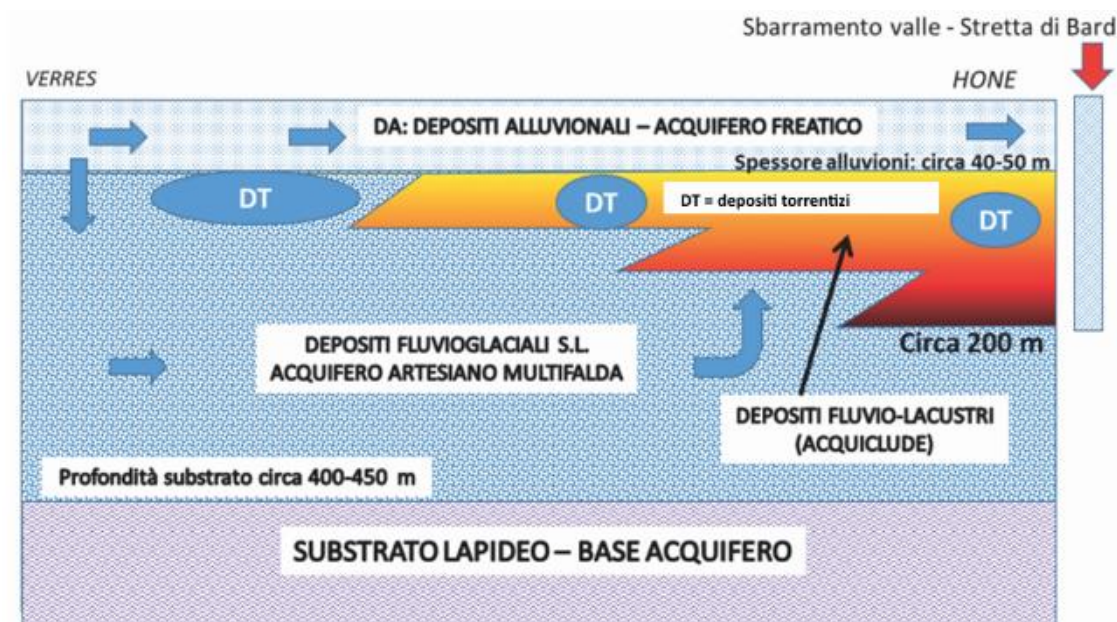 Sbarramento valle - Stretta di Bard
VERRES
HONE
DA: DEPOSITI ALLUVIONALI – ACQUIFERO FREATICO
Spessore alluvioni: circa 40-50 m
DT
DT
DT = depositi torrentizi
DT
Circa 200 m
DEPOSITI FLUVIOGLACIALI S.L.
ACQUIFERO ARTESIANO MULTIFALDA
DEPOSITI FLUVIO-LACUSTRI
(ACQUICLUDE)
Profondità substrato circa 400-450 m
SUBSTRATO LAPIDEO – BASE ACQUIFERO